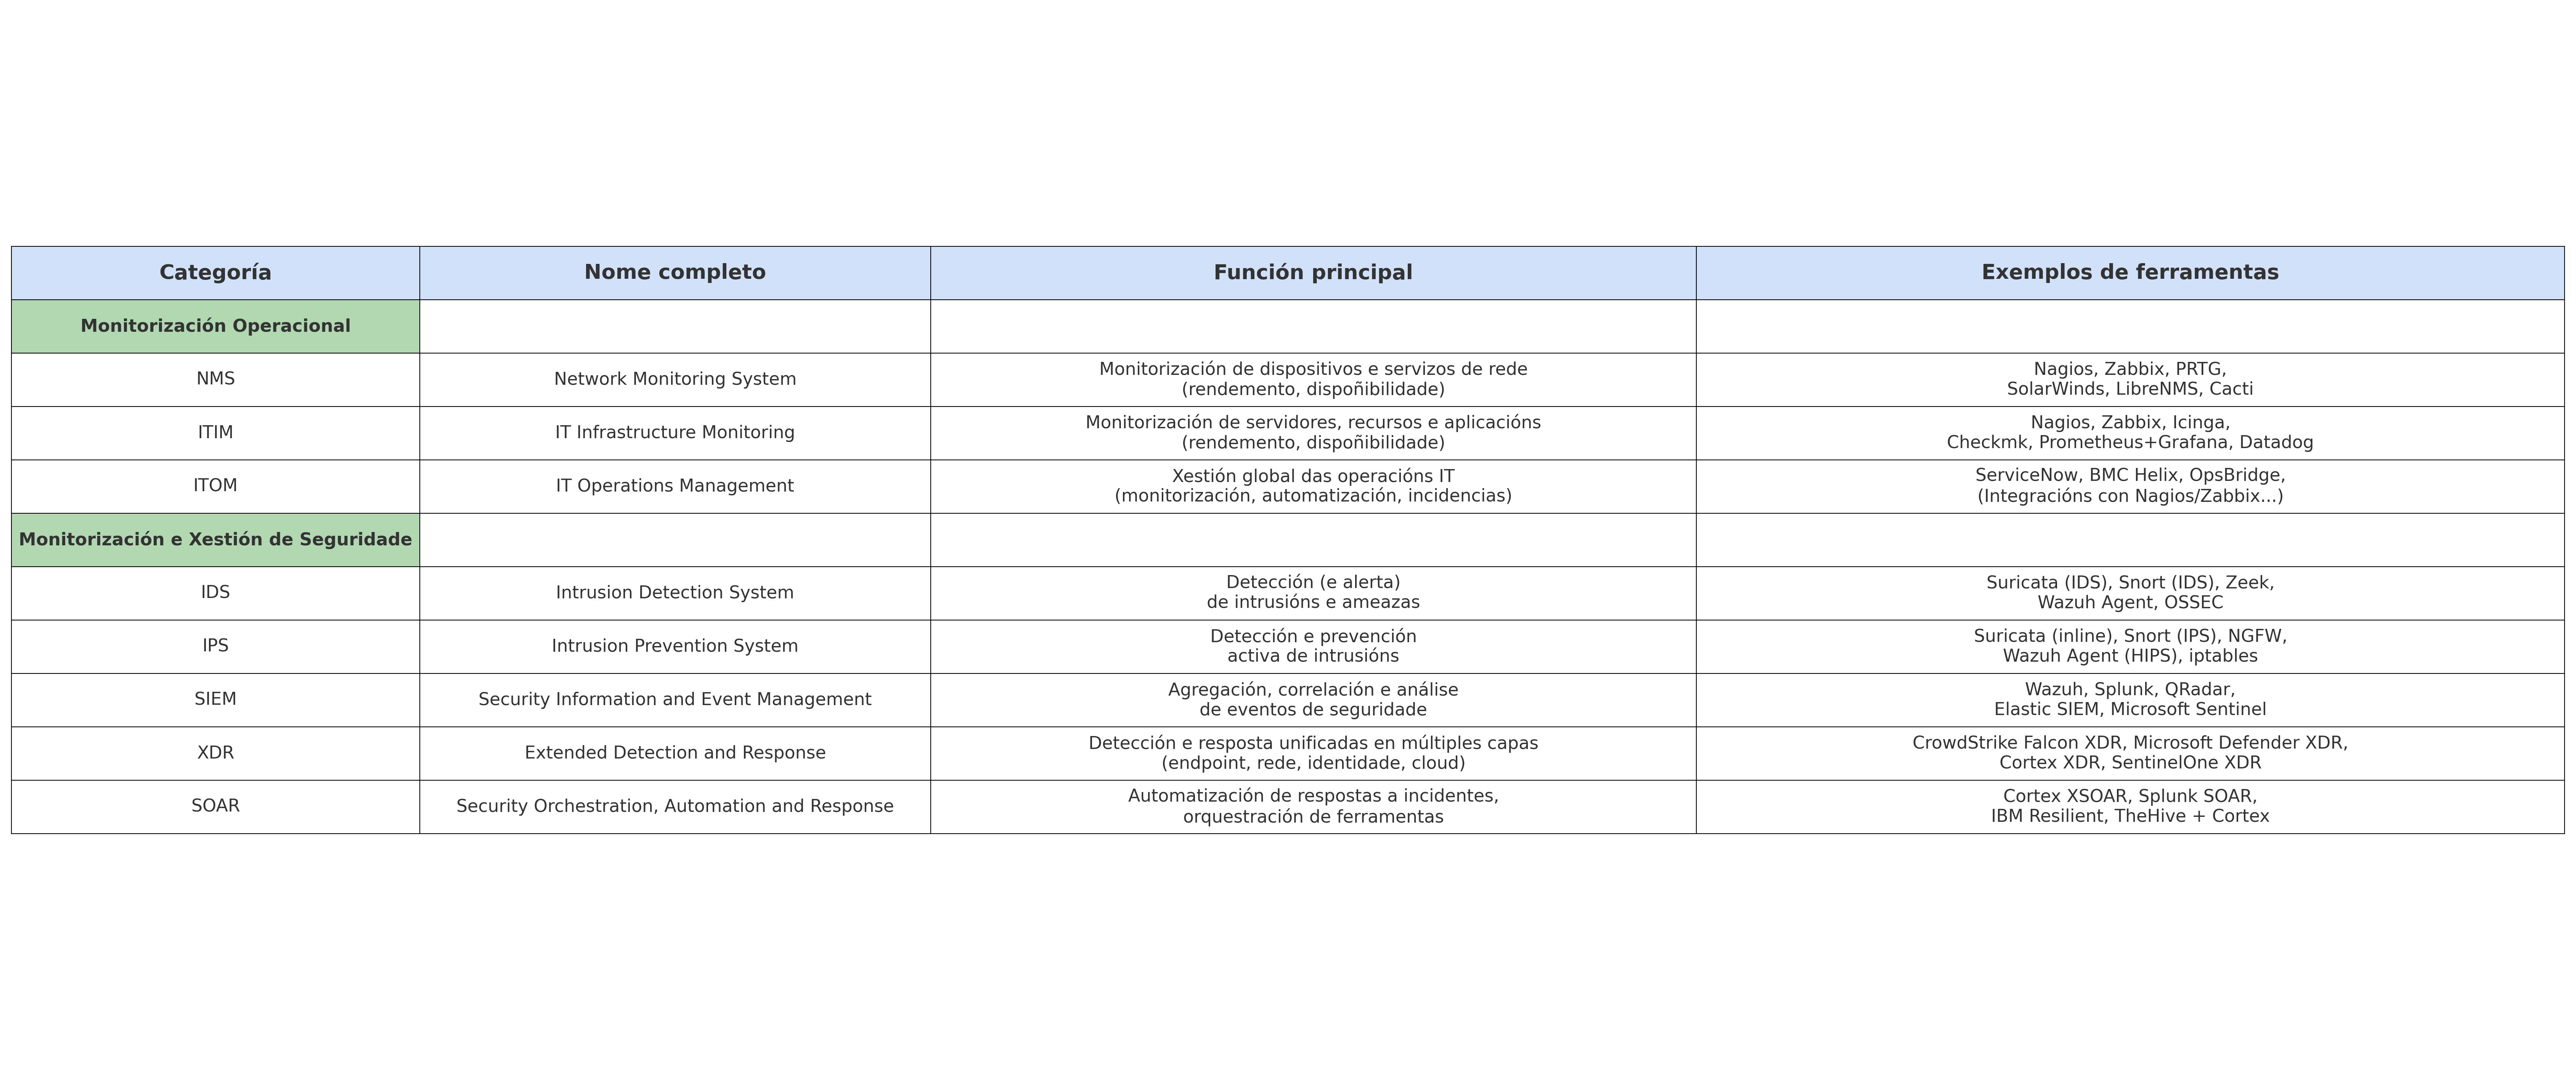 Categoría
Nome completo
Función principal
Exemplos de ferramentas
Monitorización Operacional
NMS
Network Monitoring System
Monitorización de dispositivos e servizos de rede
(rendemento, dispoñibilidade)
Nagios, Zabbix, PRTG,
SolarWinds, LibreNMS, Cacti
ITIM
IT Infrastructure Monitoring
Monitorización de servidores, recursos e aplicacións
(rendemento, dispoñibilidade)
Nagios, Zabbix, Icinga,
Checkmk, Prometheus+Grafana, Datadog
ITOM
IT Operations Management
Xestión global das operacións IT
(monitorización, automatización, incidencias)
ServiceNow, BMC Helix, OpsBridge,
(Integracións con Nagios/Zabbix...)
Monitorización e Xestión de Seguridade
IDS
Intrusion Detection System
Detección (e alerta)
de intrusións e ameazas
Suricata (IDS), Snort (IDS), Zeek,
Wazuh Agent, OSSEC
IPS
Intrusion Prevention System
Detección e prevención
activa de intrusións
Suricata (inline), Snort (IPS), NGFW,
Wazuh Agent (HIPS), iptables
SIEM
Security Information and Event Management
Agregación, correlación e análise
de eventos de seguridade
Wazuh, Splunk, QRadar,
Elastic SIEM, Microsoft Sentinel
XDR
Extended Detection and Response
Detección e resposta unificadas en múltiples capas
(endpoint, rede, identidade, cloud)
CrowdStrike Falcon XDR, Microsoft Defender XDR,
Cortex XDR, SentinelOne XDR
SOAR
Security Orchestration, Automation and Response
Automatización de respostas a incidentes,
orquestración de ferramentas
Cortex XSOAR, Splunk SOAR,
IBM Resilient, TheHive + Cortex